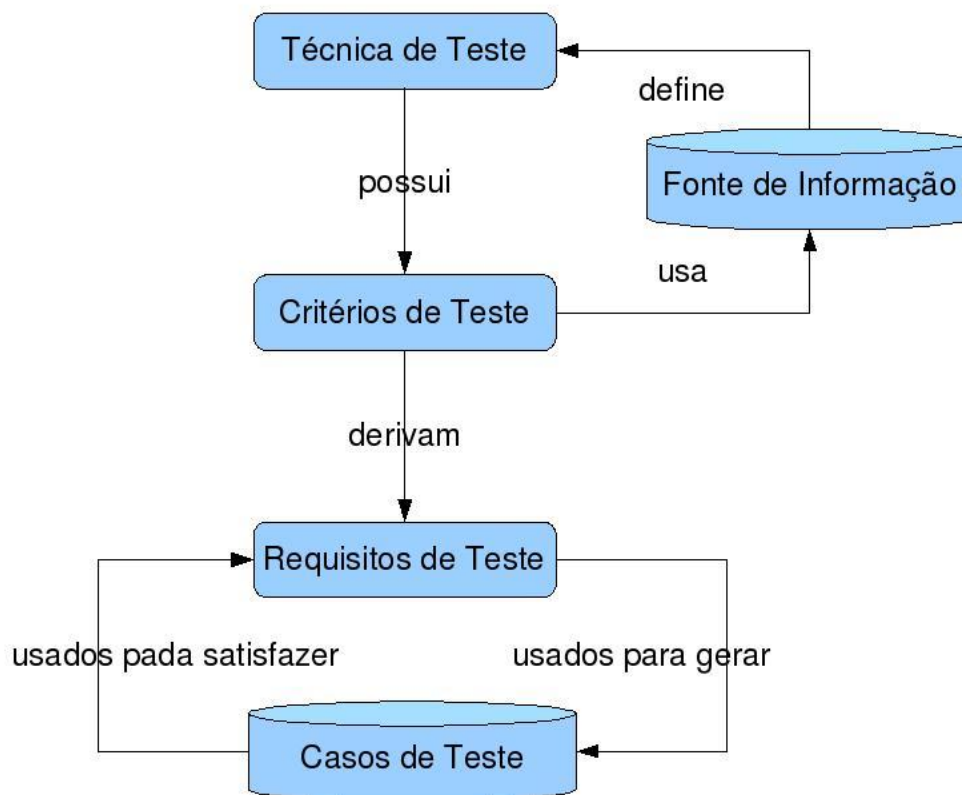 Técnica de Teste
define
Fonte de Informação
possui
usa
Critérios de Teste
derivam
Requisitos de Teste
usados pada satisfazer
usados para gerar
Casos de Teste